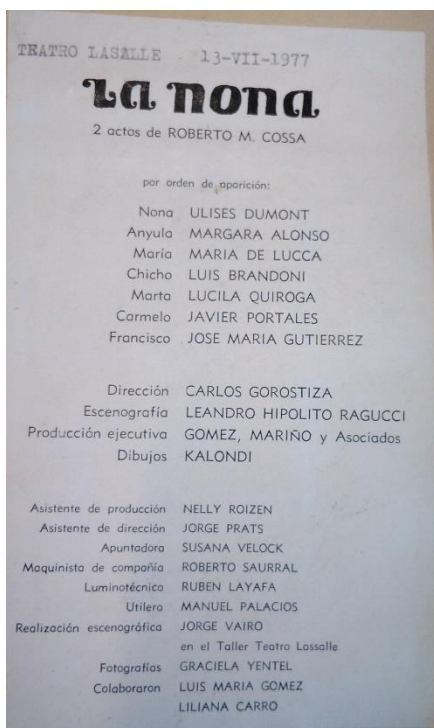 TEATRO LASALLE 13-VII-1977
La nona
2 actos de ROBERTO M. COSSA
por orden de aparición:
Nona ULISES DUMONT
Anyula MARGARA ALONSO
María MARIA DE LUCCA
Chicho LUIS BRANDONI
Marta LUCILA QUIROGA
Carmelo JAVIER PORTALES
Francisco JOSE MARIA GUTIERREZ
Dirección CARLOS GOROSTIZA
Escenografía LEANDRO HIPOLITO RAGUCCI
Producción ejecutiva GOMEZ, MARIÑO y Asociados
Dibujos KALONDI
Asistente de producción NELLY ROIZEN
Asistente de dirección JORGE PRATS
Apuntadora SUSANA VELOCK
Maquinista de compañía ROBERTO SAURRAL
Luminotécnico RUBEN LAYAFA
Utilero MANUEL PALACIOS
Realización escenográfica JORGE VAIRO
en el Taller Teatro Lassalle
Fotografías GRACIELA YENTEL
Colaboraron LUIS MARIA GOMEZ
LILIANA CARRO